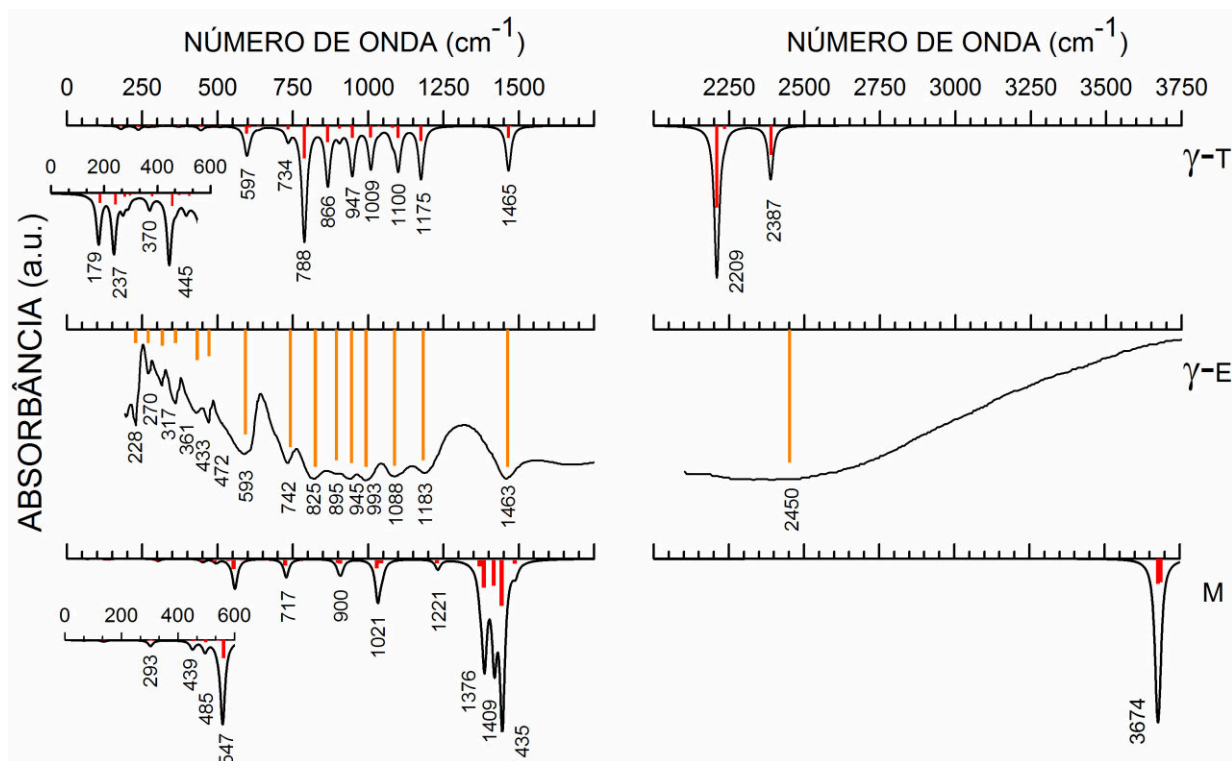 NÚMERO DE ONDA (cm-1) NÚMERO DE ONDA (cm-1)
0 250 500 750 1000 1250 1500 2250 2500 2750 3000 3250 3500 3750
γ-T
597 734 788 866 947 1009 1100 1175 1465 2209 2387
0 200 400 600
179 237 370 445
ABSORBÂNCIA (a.u.)
γ-E
228 270 317 361 433 472 593 742 825 895 945 993 1088 1183 1463 2450
M
717 900 1021 1221 1376 1409 435 3674
0 200 400 600
293 439 485 547